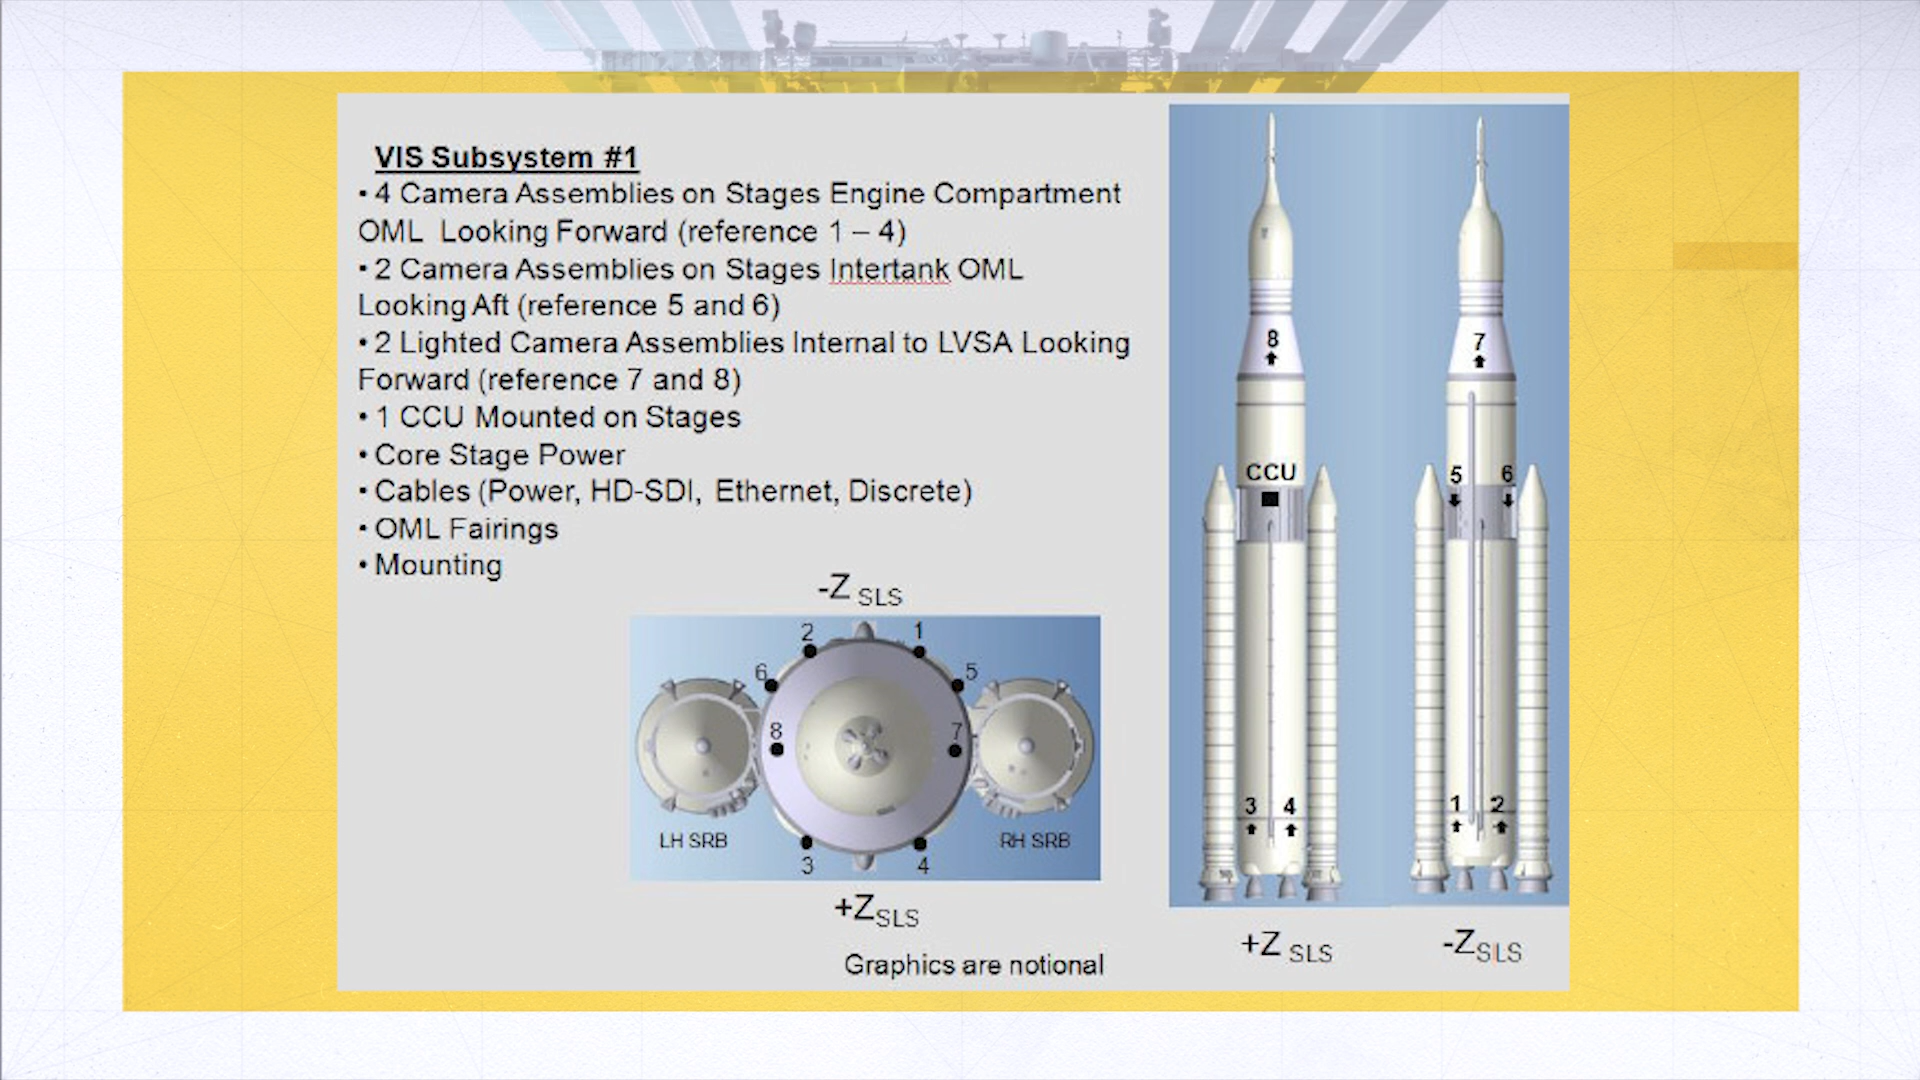 VIS Subsystem #1
• 4 Camera Assemblies on Stages Engine Compartment
OML Looking Forward (reference 1 – 4)
• 2 Camera Assemblies on Stages Intertank OML
Looking Aft (reference 5 and 6)
• 2 Lighted Camera Assemblies Internal to LVSA Looking
Forward (reference 7 and 8)
• 1 CCU Mounted on Stages
• Core Stage Power
• Cables (Power, HD-SDI, Ethernet, Discrete)
• OML Fairings
• Mounting
-Z SLS
2 1
6 5
8 7
LH SRB RH SRB
3 4
+ZSLS
Graphics are notional
8
CCU
3 4
+Z SLS
7
5 6
1 2
-ZSLS